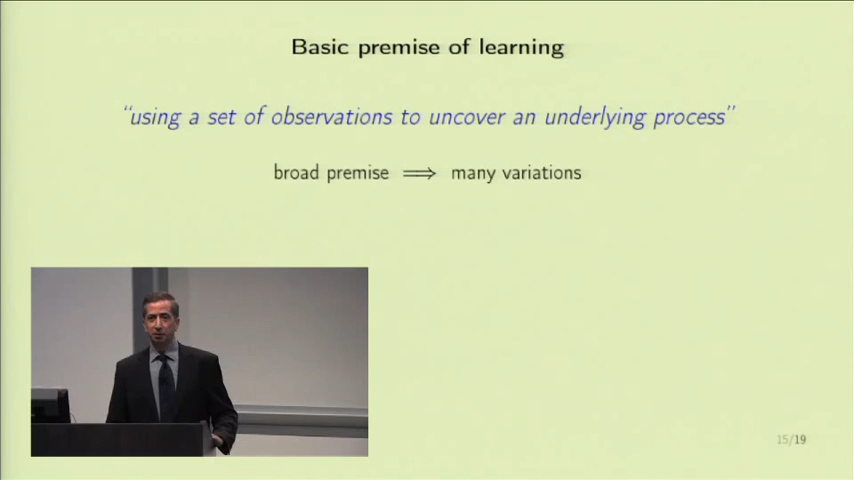 Basic premise of learning
“using a set of observations to uncover an underlying process”
broad premise ⟹ many variations
15/19